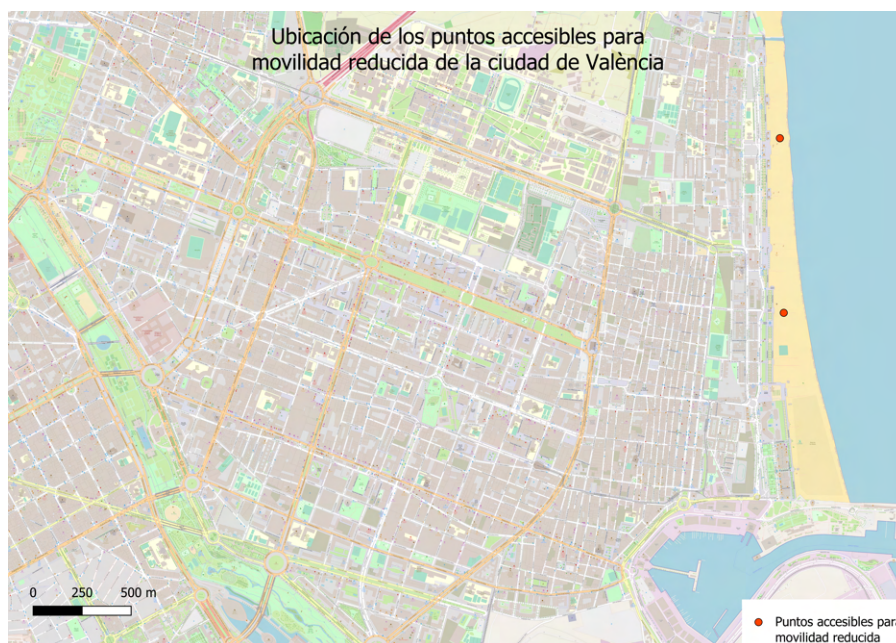 Ubicación de los puntos accesibles para
movilidad reducida de la ciudad de València
0 250 500 m
Puntos accesibles par
movilidad reducida